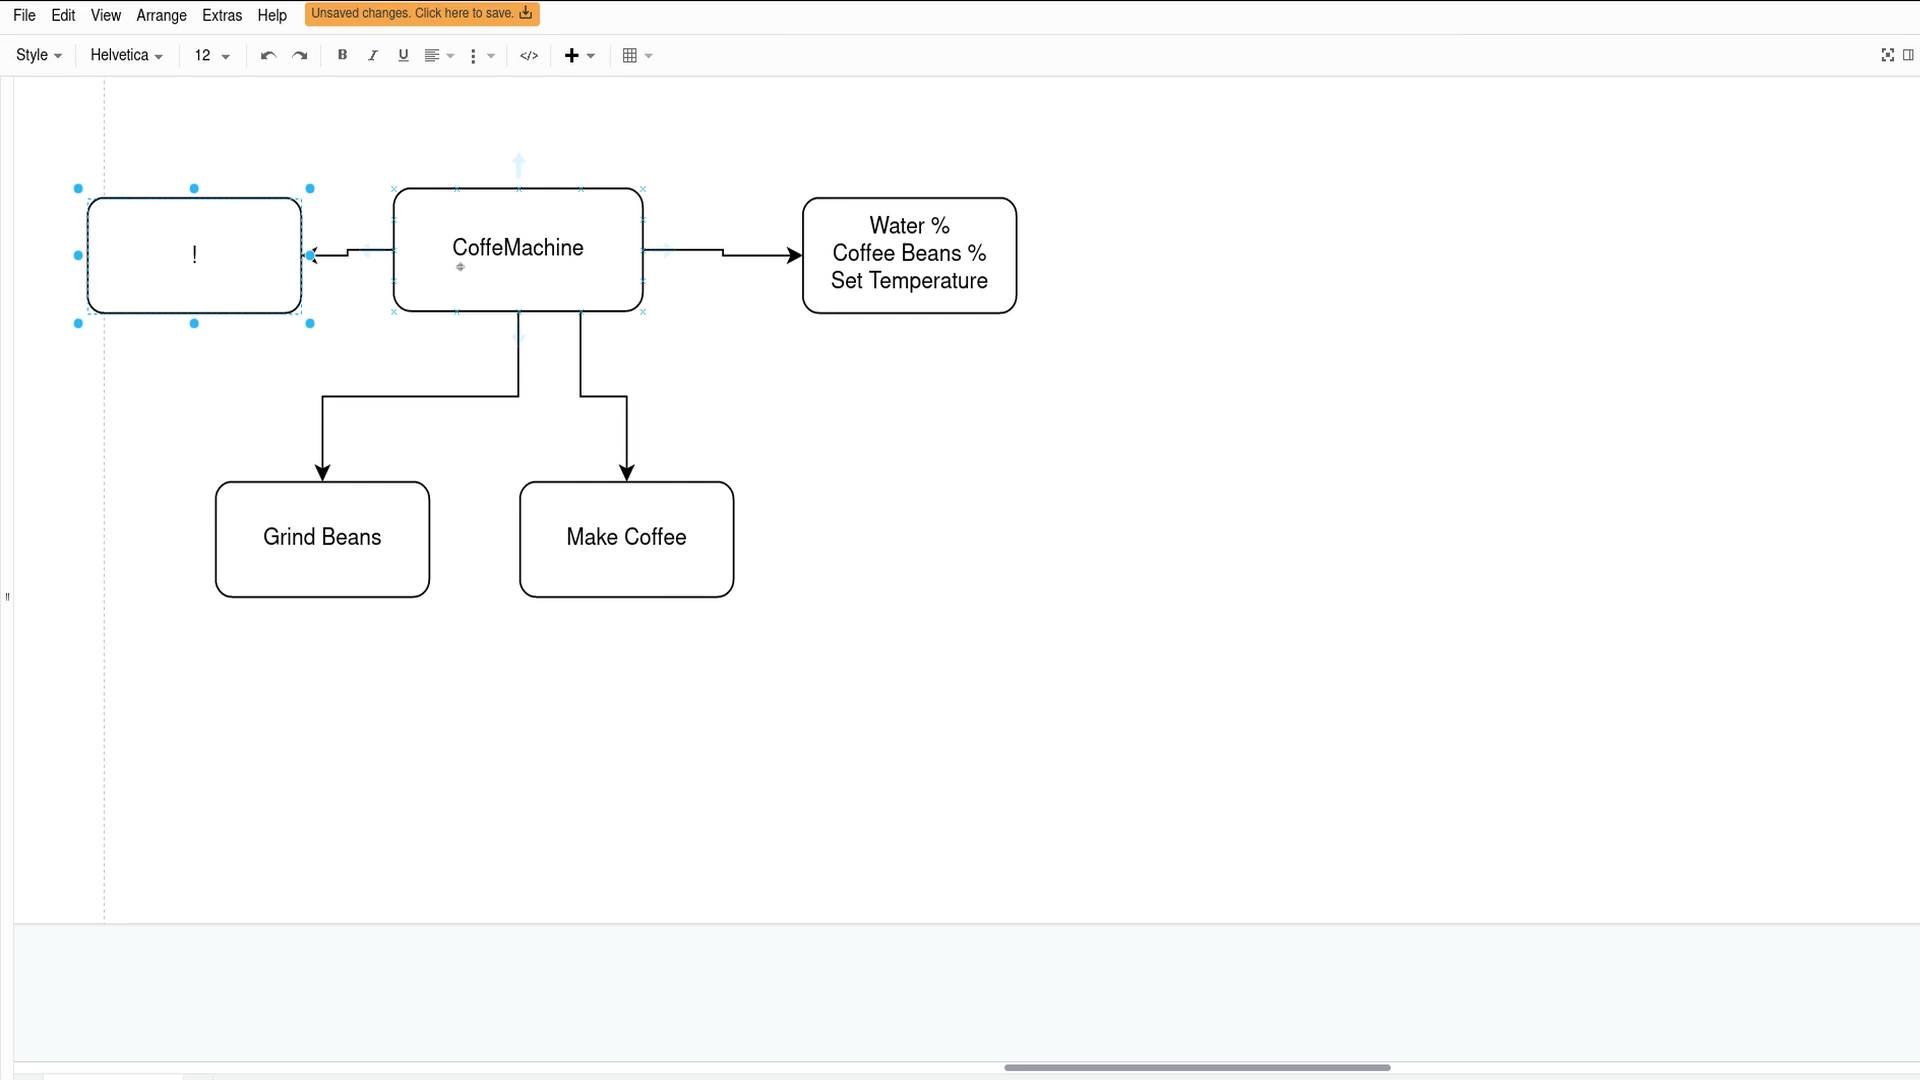 File Edit View Arrange Extras Help Unsaved changes. Click here to save.
Style Helvetica 12 B I U </>
!
CoffeMachine
Water %
Coffee Beans %
Set Temperature
Grind Beans
Make Coffee